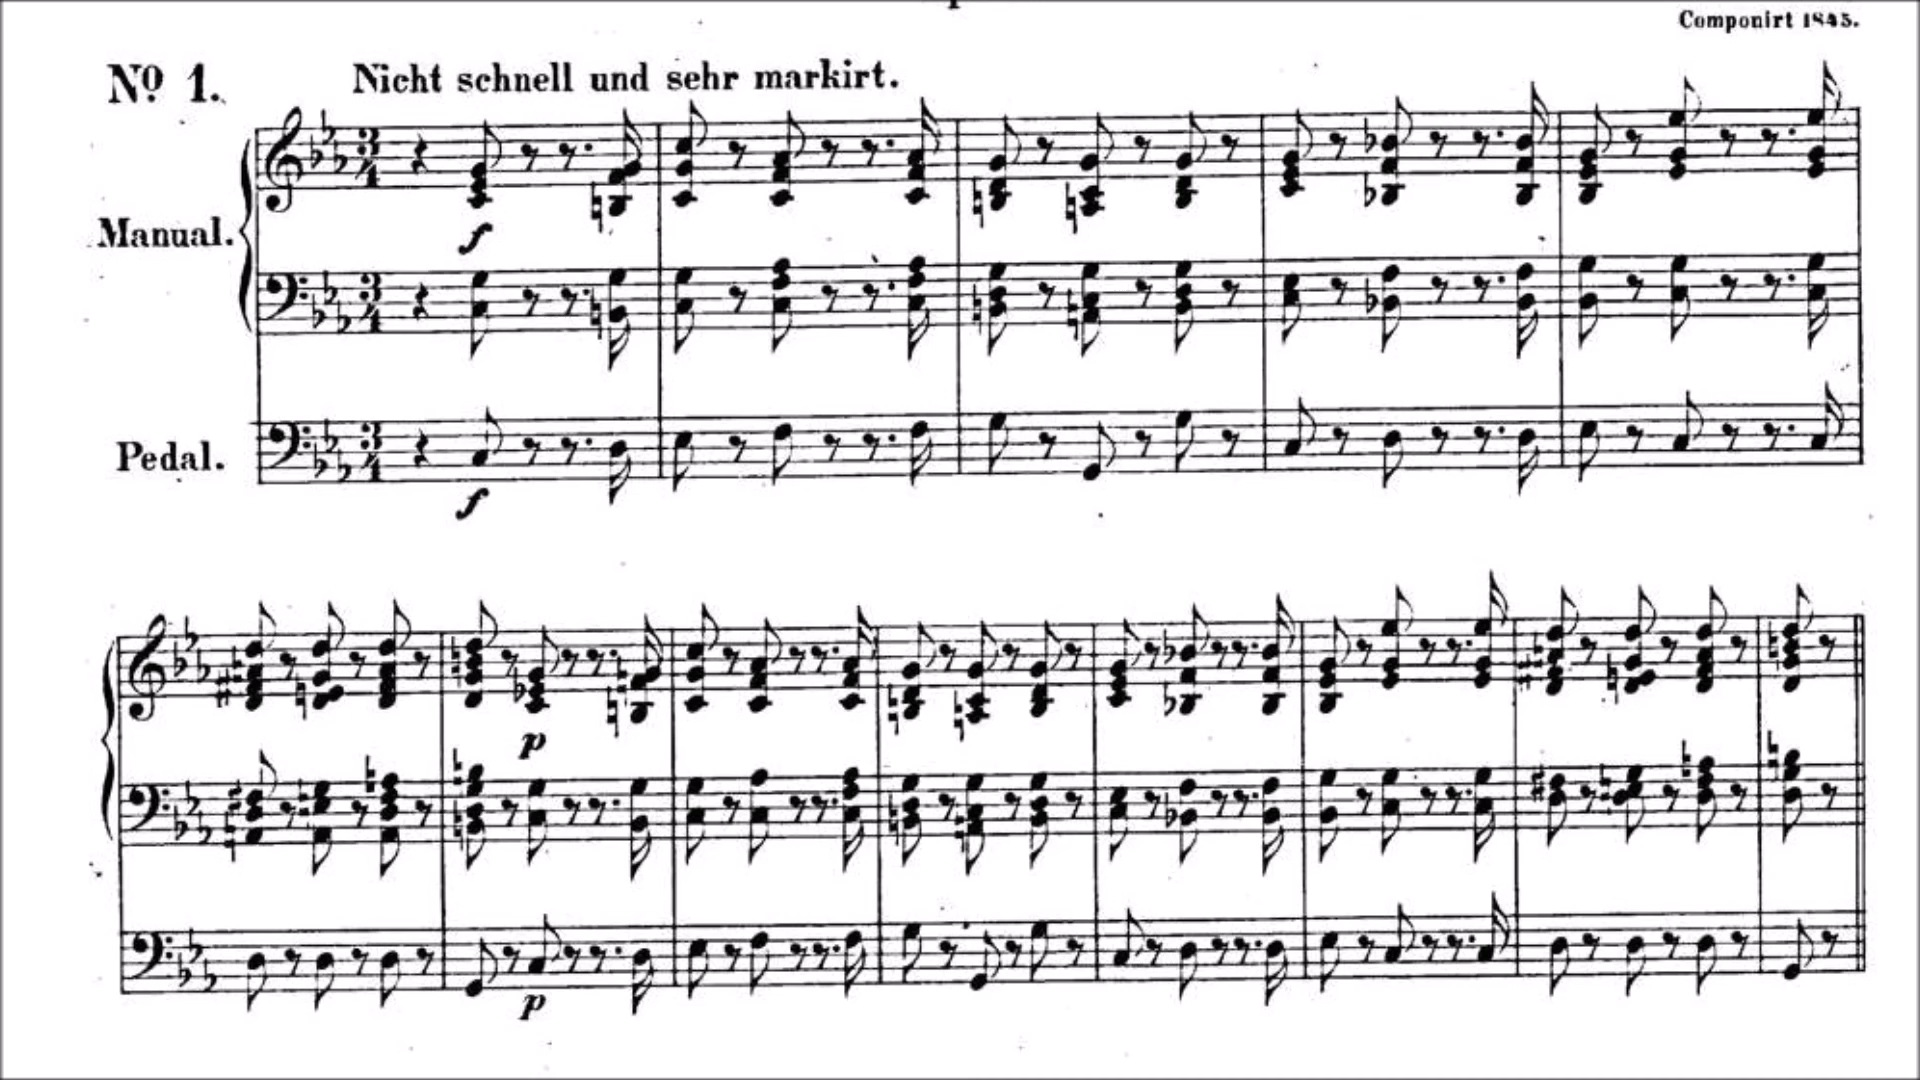 Componirt 1845.
Nº 1. Nicht schnell und sehr markirt.
Manual.
f
Pedal.
f
p
p